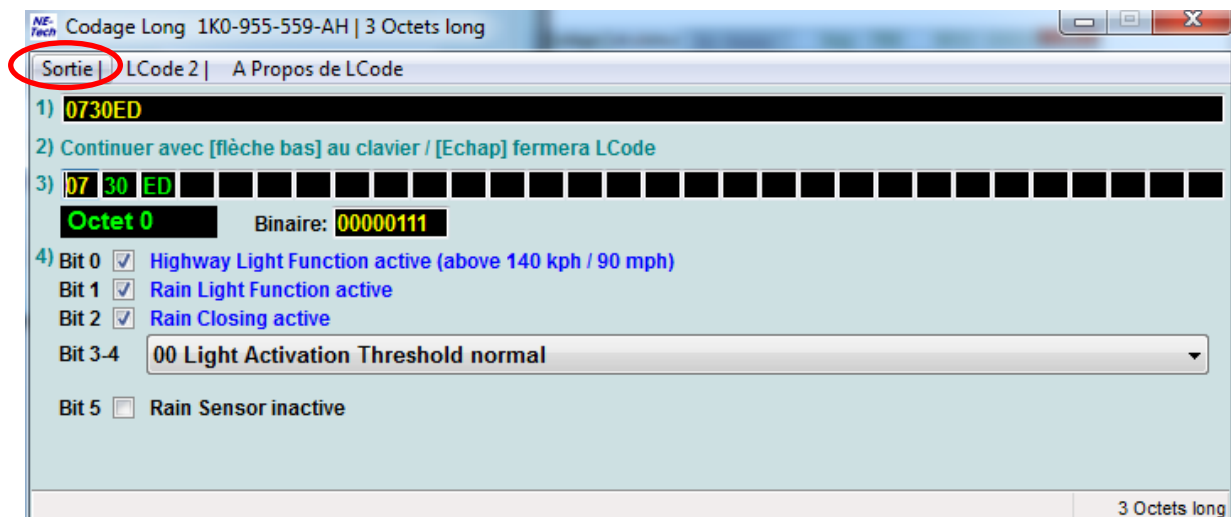 NE-Tech Codage Long 1K0-955-559-AH | 3 Octets long
Sortie | LCode 2 | A Propos de LCode
1) 0730ED
2) Continuer avec [flèche bas] au clavier / [Echap] fermera LCode
3) 07 30 ED
Octet 0 Binaire: 00000111
4) Bit 0 Highway Light Function active (above 140 kph / 90 mph)
Bit 1 Rain Light Function active
Bit 2 Rain Closing active
Bit 3-4 00 Light Activation Threshold normal
Bit 5 Rain Sensor inactive
3 Octets long